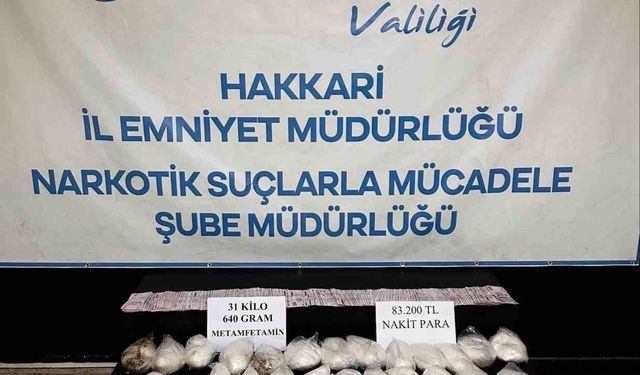 Valiliği
HAKKARİ
İL EMNİYET MÜDÜRLÜĞÜ
NARKOTİK SUÇLARLA MÜCADELE
ŞUBE MÜDÜRLÜĞÜ
31 KİLO
640 GRAM
METAMFETAMİN
83.200 TL
NAKİT PARA